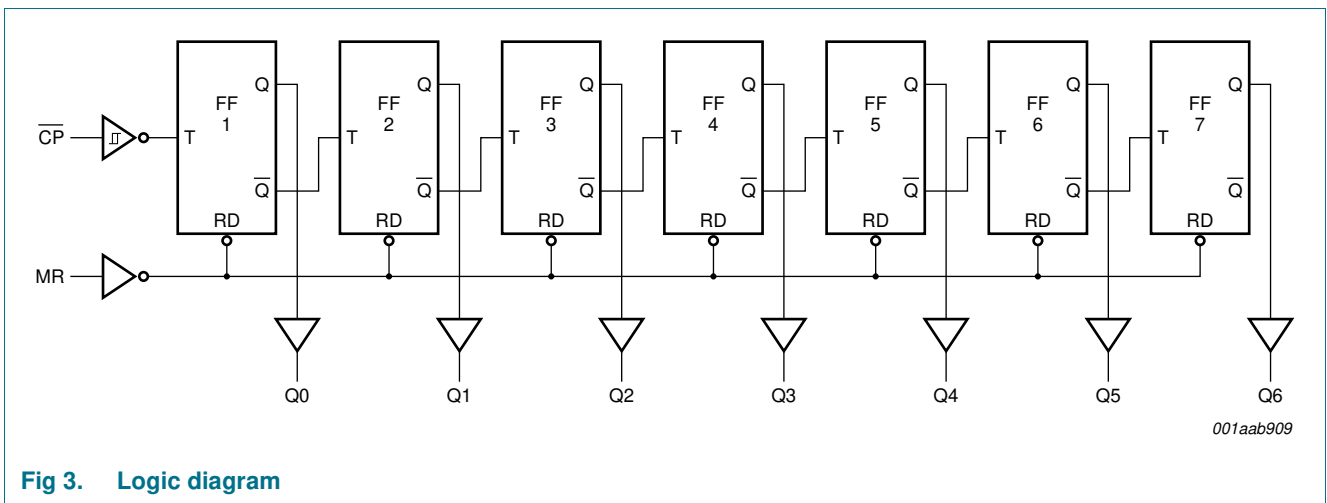 Q Q Q Q Q Q Q
FF FF FF FF FF FF FF
1 2 3 4 5 6 7
C̅P̅ T T T T T T T
Q̅ Q̅ Q̅ Q̅ Q̅ Q̅ Q̅
RD RD RD RD RD RD RD
MR
Q0 Q1 Q2 Q3 Q4 Q5 Q6
001aab909
Fig 3. Logic diagram